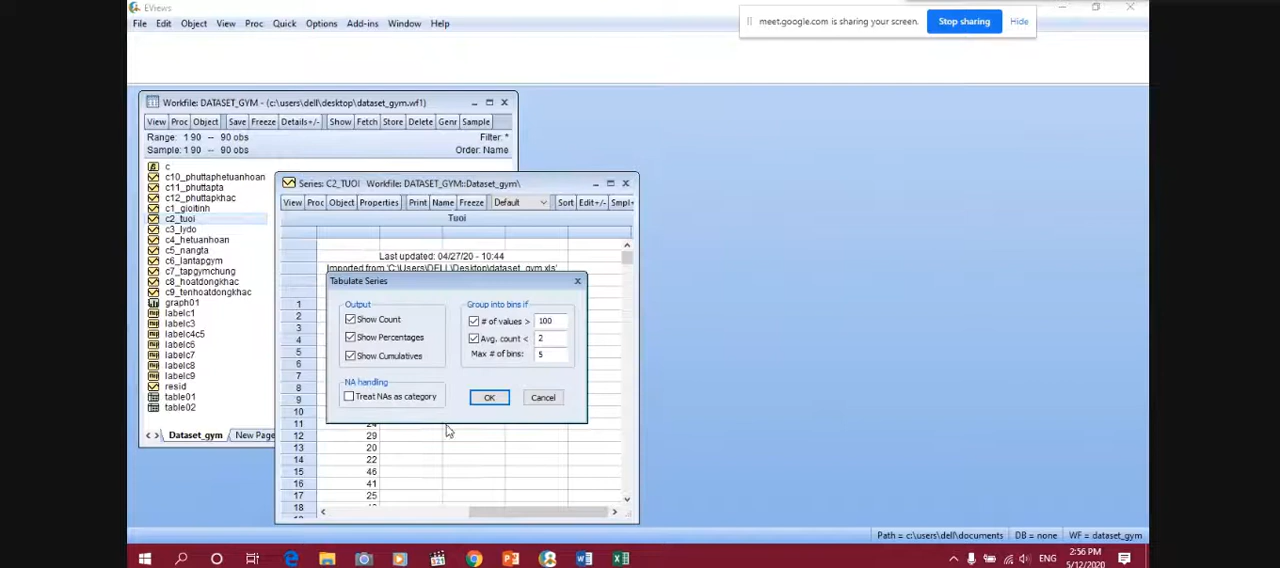 EViews
File Edit Object View Proc Quick Options Add-ins Window Help
meet.google.com is sharing your screen. Stop sharing Hide
Workfile: DATASET_GYM - (c:\users\dell\desktop\dataset_gym.wf1)
View Proc Object Save Freeze Details+/- Show Fetch Store Delete Genr Sample
Range: 1 90 -- 90 obs Filter: *
Sample: 1 90 -- 90 obs Order: Name
c
c10_phuttaphetuanhoan
c11_phuttapta
c12_phuttapkhac
c1_gioitinh
c2_tuoi
c3_lydo
c4_hetuanhoan
c5_nangta
c6_lantapgym
c7_tapgymchung
c8_hoatdongkhac
c9_tenhoatdongkhac
graph01
labelc1
labelc3
labelc4c5
labelc6
labelc7
labelc8
labelc9
resid
table01
table02
Dataset_gym New Page
Series: C2_TUOI Workfile: DATASET_GYM::Dataset_gym\
View Proc Object Properties Print Name Freeze Default Sort Edit+/- Smpl+
Tuoi
Last updated: 04/27/20 - 10:44
Imported from 'C:\Users\DELL\Desktop\dataset_gym.xls'
1
2
3
4
5
6
7
8
9
10
11 24
12 29
13 20
14 22
15 46
16 41
17 25
18
Tabulate Series
Output
Show Count
Show Percentages
Show Cumulatives
NA handling
Treat NAs as category
Group into bins if
# of values > 100
Avg. count < 2
Max # of bins: 5
OK Cancel
Path = c:\users\dell\documents DB = none WF = dataset_gym
ENG 2:56 PM
5/12/2020